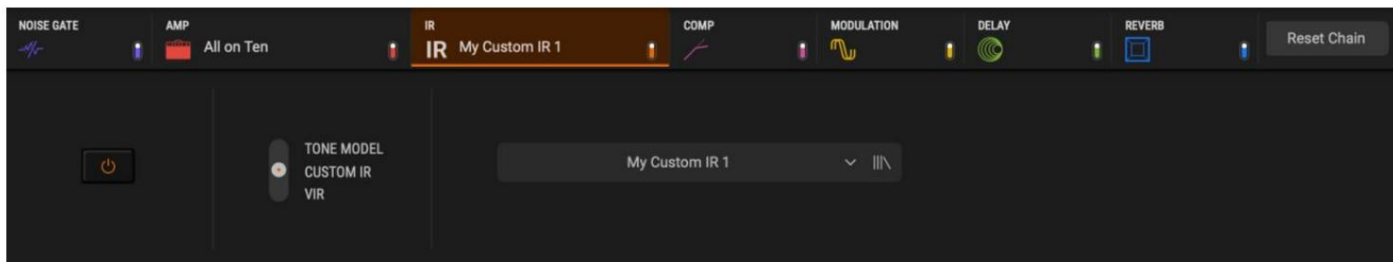 NOISE GATE
AMP
All on Ten
IR
IR My Custom IR 1
COMP
MODULATION
DELAY
REVERB
Reset Chain
TONE MODEL
CUSTOM IR
VIR
My Custom IR 1